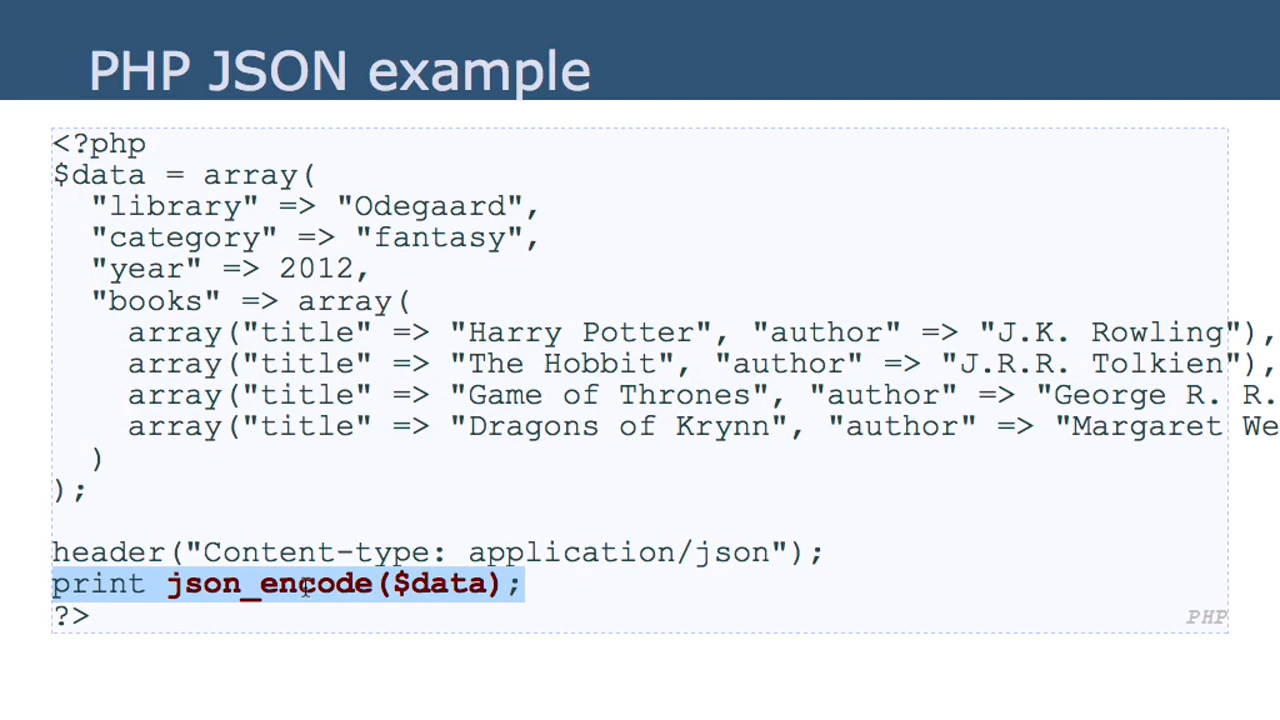 PHP JSON example
<?php
$data = array(
  "library" => "Odegaard",
  "category" => "fantasy",
  "year" => 2012,
  "books" => array(
    array("title" => "Harry Potter", "author" => "J.K. Rowling"),
    array("title" => "The Hobbit", "author" => "J.R.R. Tolkien"),
    array("title" => "Game of Thrones", "author" => "George R. R.
    array("title" => "Dragons of Krynn", "author" => "Margaret We
  )
);
header("Content-type: application/json");
print json_encode($data);
?>
PHP